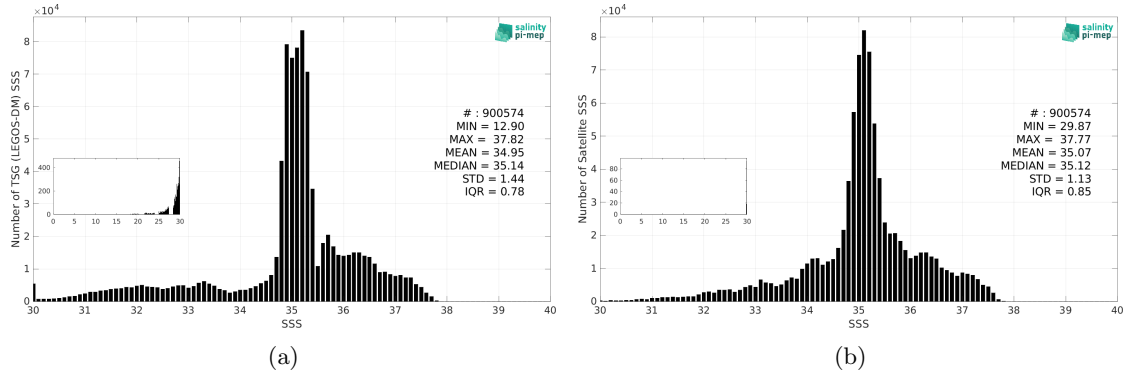 ×10⁴
salinity
pi-mep
Number of TSG (LEGOS-DM) SSS
8
7
6
5
4
3
2
1
0
# : 900574
MIN = 12.90
MAX = 37.82
MEAN = 34.95
MEDIAN = 35.14
STD = 1.44
IQR = 0.78
400
200
0
0 5 10 15 20 25 30
30 31 32 33 34 35 36 37 38 39 40
SSS
(a)
×10⁴
salinity
pi-mep
Number of Satellite SSS
8
7
6
5
4
3
2
1
0
# : 900574
MIN = 29.87
MAX = 37.77
MEAN = 35.07
MEDIAN = 35.12
STD = 1.13
IQR = 0.85
80
60
40
20
0
0 5 10 15 20 25 30
30 31 32 33 34 35 36 37 38 39 40
SSS
(b)